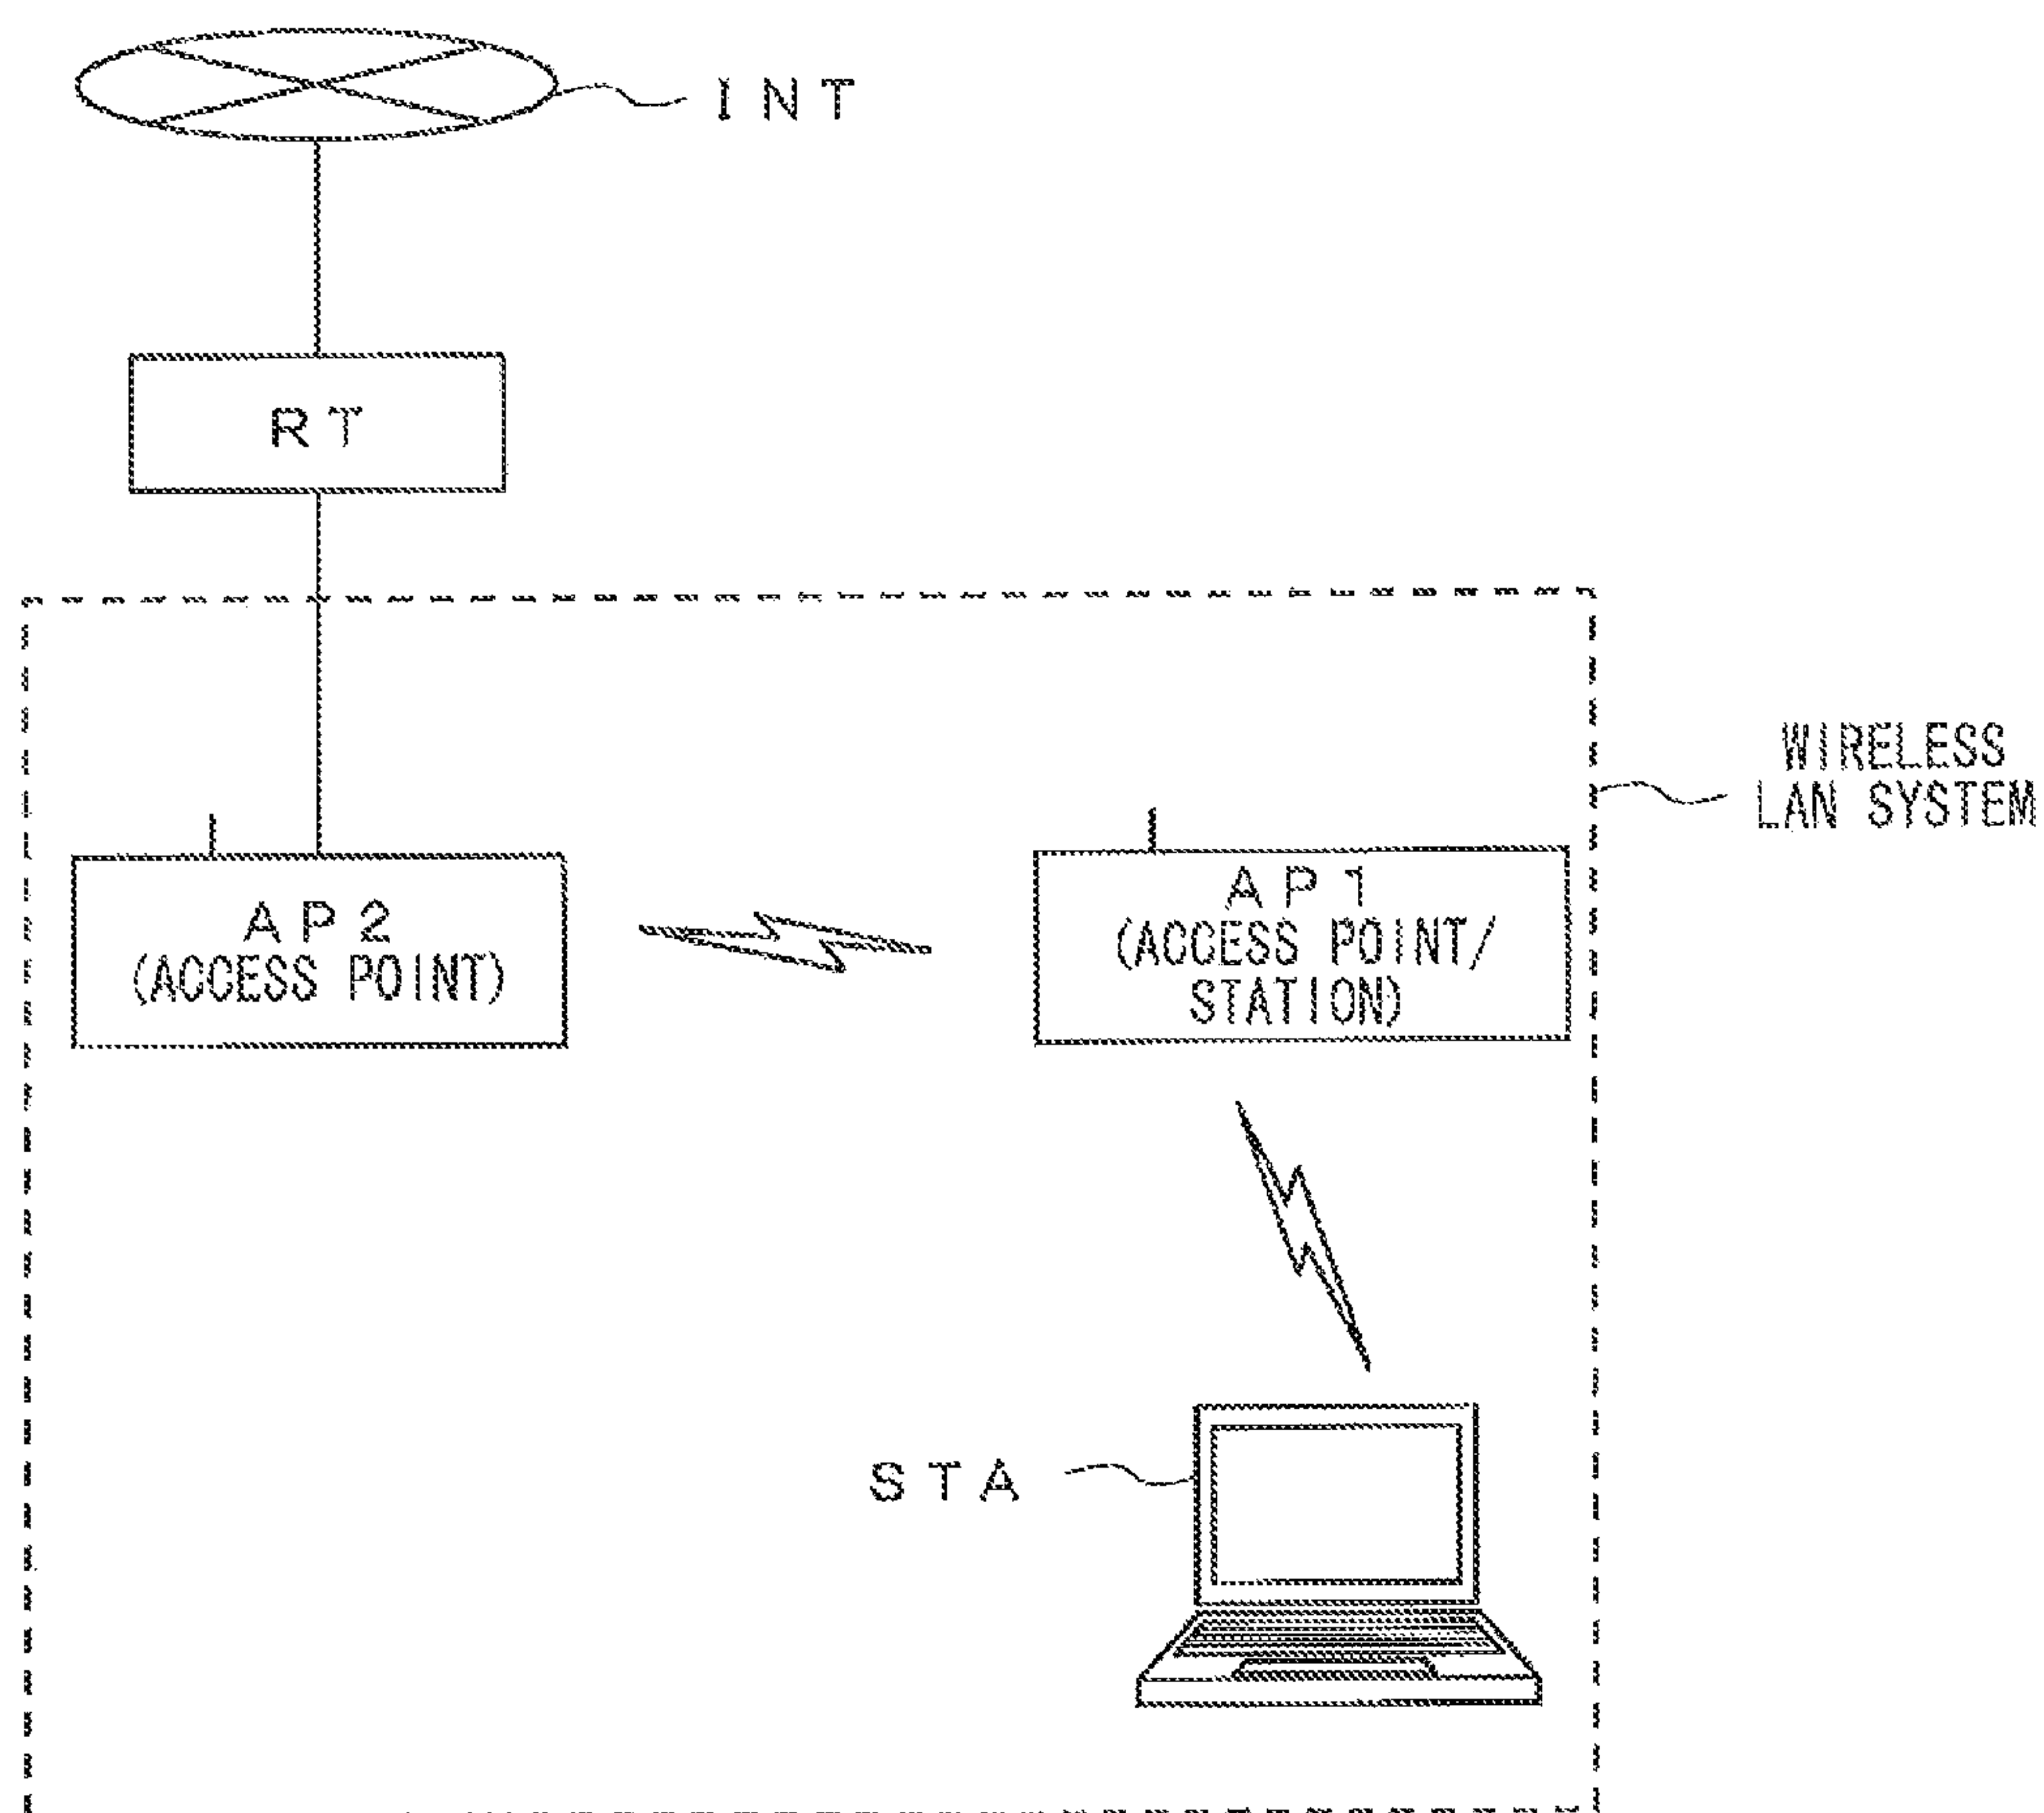 INT
RT
WIRELESS
LAN SYSTEM
AP2
(ACCESS POINT)
AP1
(ACCESS POINT/
STATION)
STA